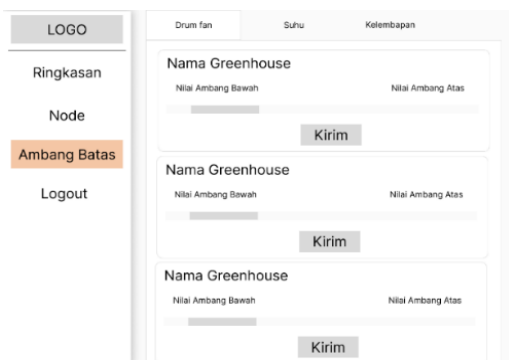 LOGO
Ringkasan
Node
Ambang Batas
Logout
Drum fan Suhu Kelembapan
Nama Greenhouse
Nilai Ambang Bawah Nilai Ambang Atas
Kirim
Nama Greenhouse
Nilai Ambang Bawah Nilai Ambang Atas
Kirim
Nama Greenhouse
Nilai Ambang Bawah Nilai Ambang Atas
Kirim